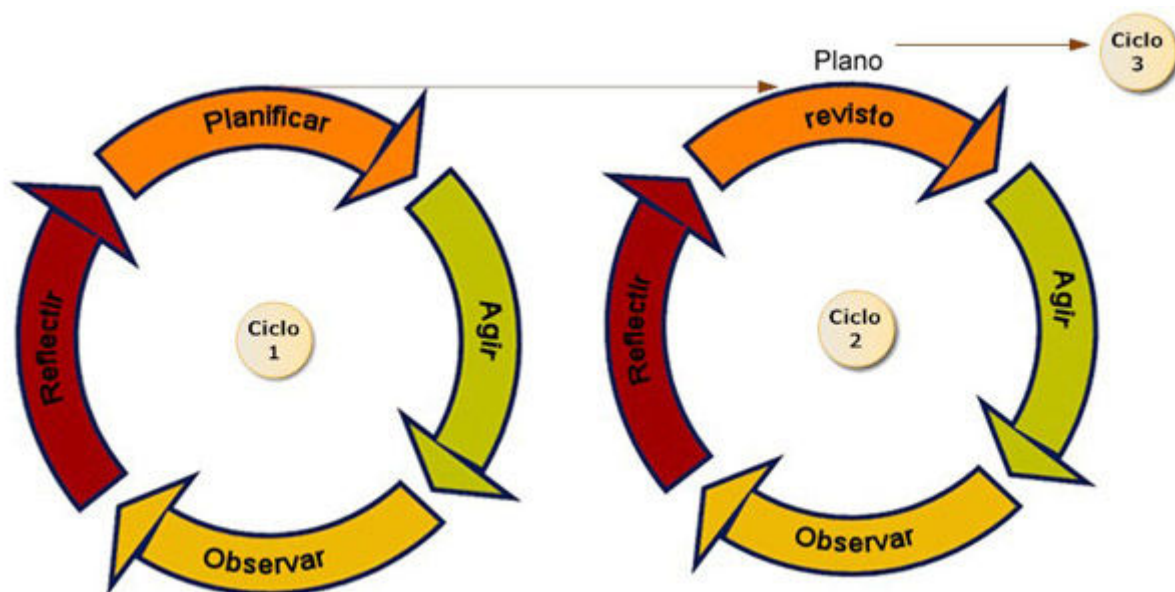 Planificar
Agir
Observar
Reflectir
Ciclo
1
Plano
revisto
Agir
Observar
Reflectir
Ciclo
2
Ciclo
3